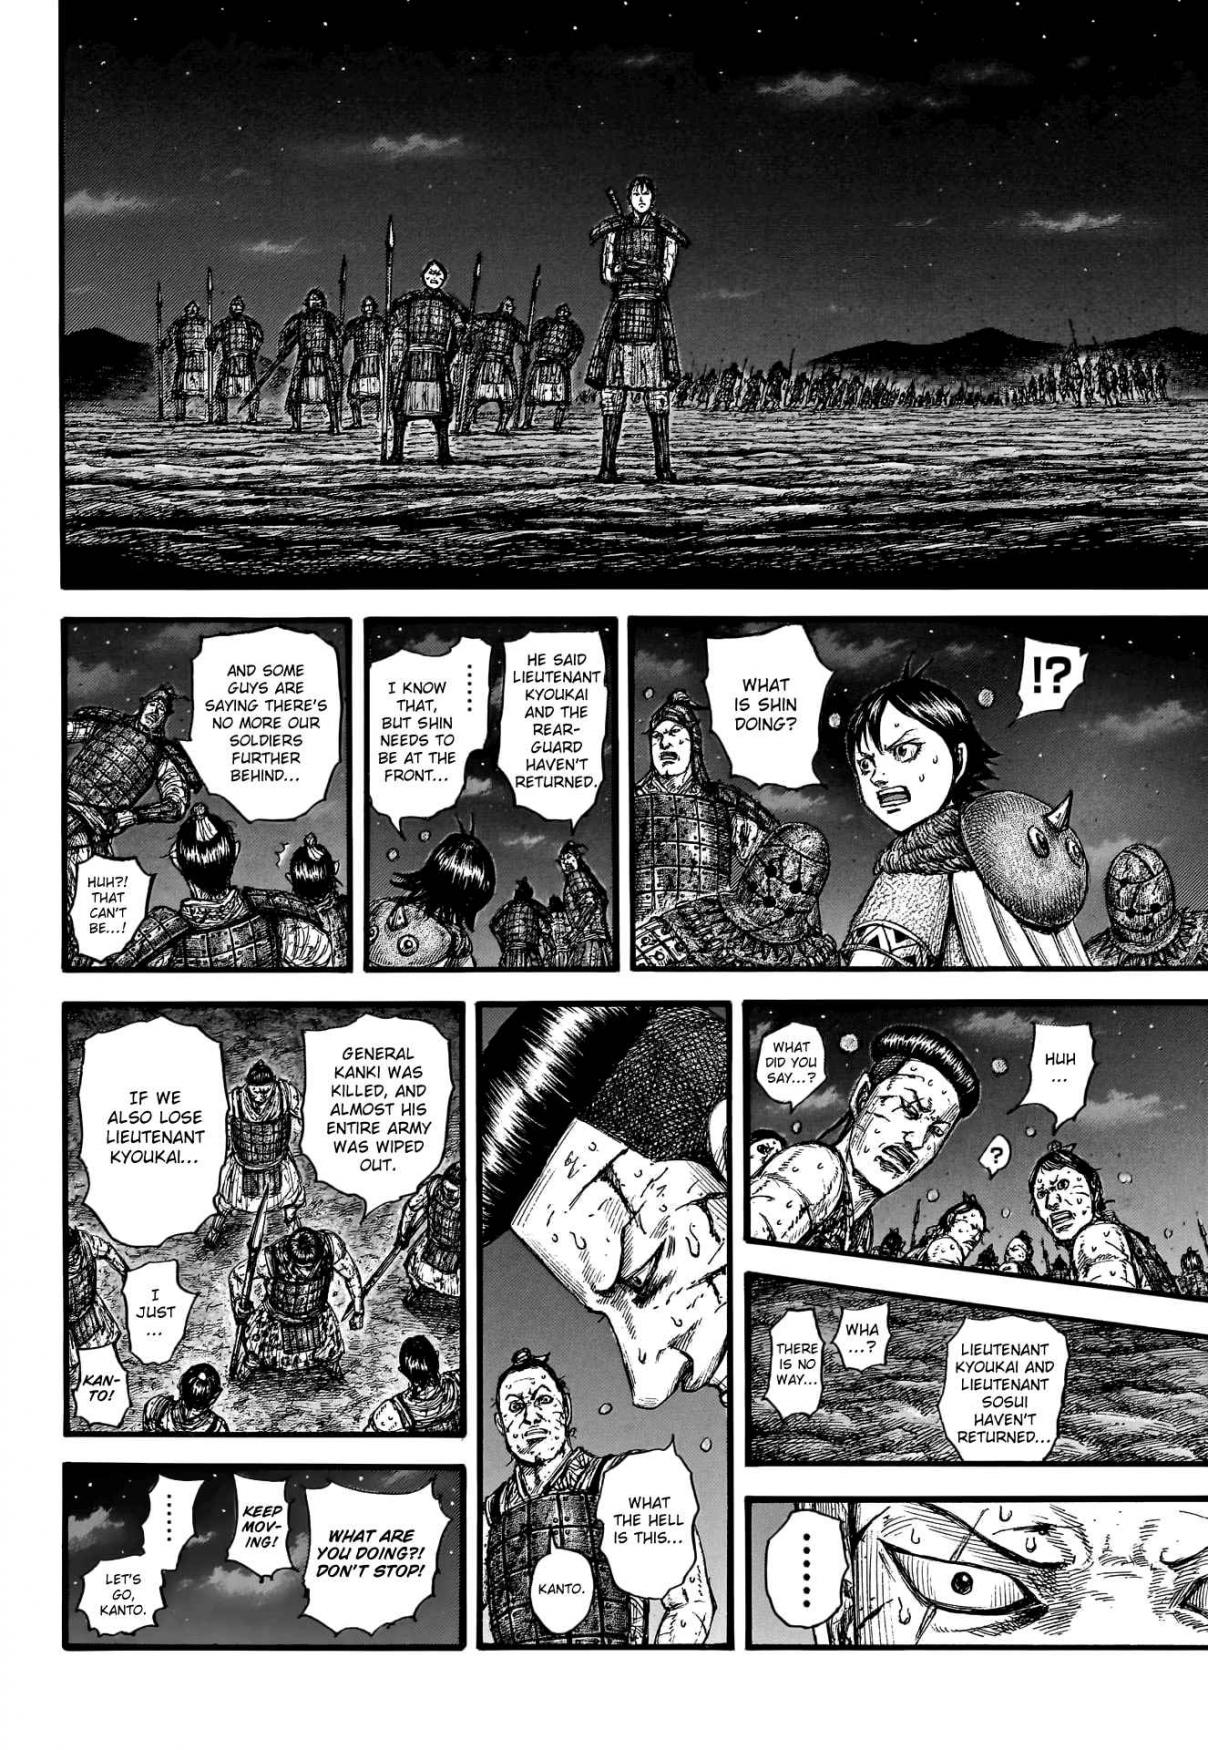 !?
WHAT
IS SHIN
DOING?
HE SAID
LIEUTENANT
KYOUKAI
AND THE
REAR-
GUARD
HAVEN'T
RETURNED.
......
I KNOW
THAT,
BUT SHIN
NEEDS TO
BE AT THE
FRONT...
AND SOME
GUYS ARE
SAYING THERE'S
NO MORE OUR
SOLDIERS
FURTHER
BEHIND...
HUH?!
THAT
CAN'T
BE...!
HUH
...
?
WHAT
DID YOU
SAY...?
LIEUTENANT
KYOUKAI AND
LIEUTENANT
SOSUI
HAVEN'T
RETURNED...
WHA
...?
THERE
IS NO
WAY...
......
WHAT
THE HELL
IS THIS...
KANTO.
GENERAL
KANKI WAS
KILLED, AND
ALMOST HIS
ENTIRE ARMY
WAS WIPED
OUT.
IF WE
ALSO LOSE
LIEUTENANT
KYOUKAI...
I
JUST
...
KAN-
TO!
WHAT ARE
YOU DOING?!
DON'T STOP!
KEEP
MOV-
ING!
......
LET'S
GO,
KANTO.